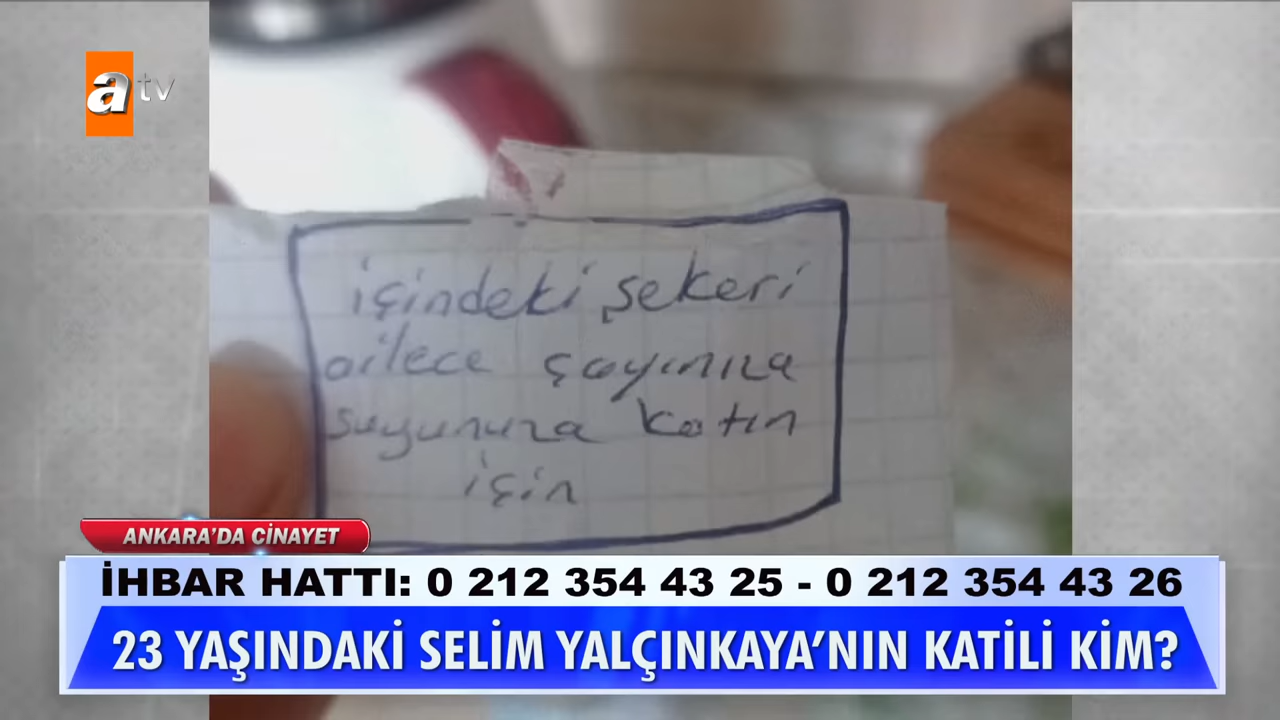 a tv
içindeki şekeri
ailece çayınıza
suyunuza katın
için
ANKARA'DA CİNAYET
İHBAR HATTI: 0 212 354 43 25 - 0 212 354 43 26
23 YAŞINDAKİ SELİM YALÇINKAYA'NIN KATİLİ KİM?